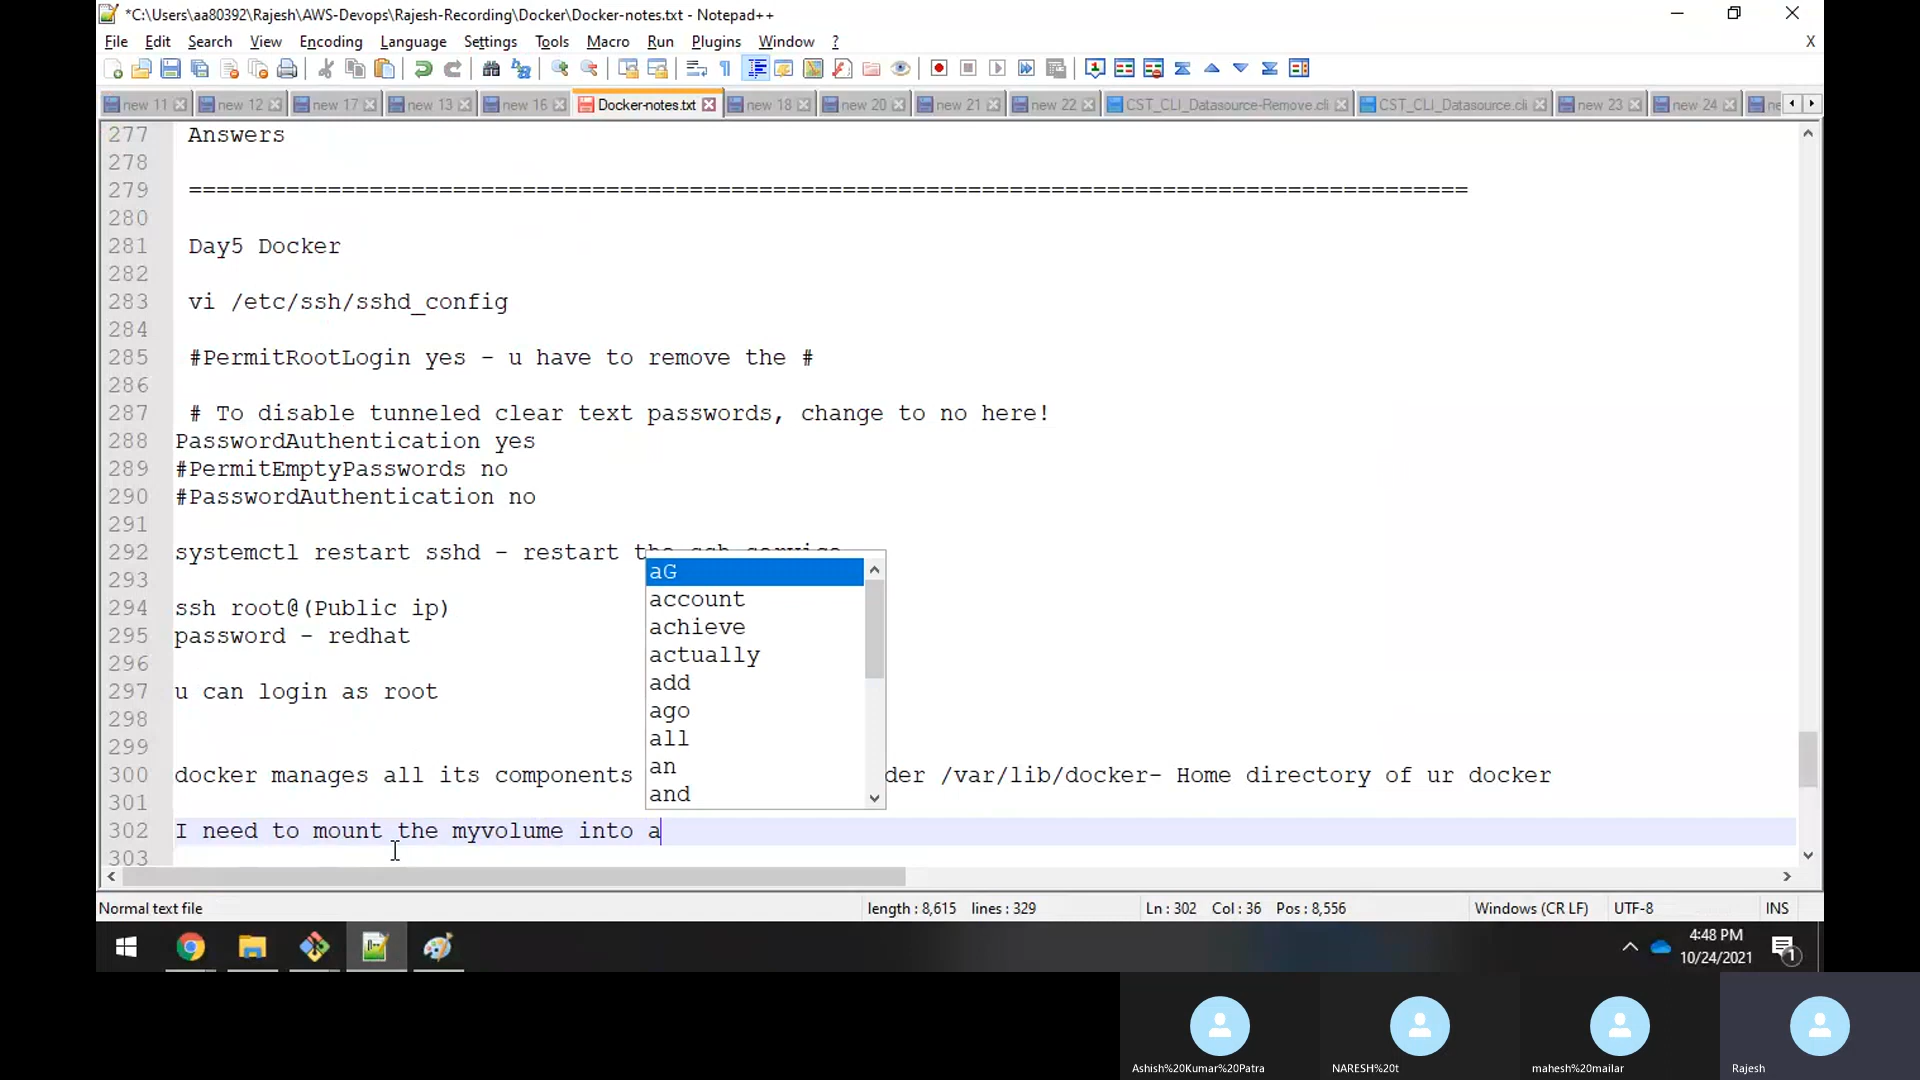 *C:\Users\aa80392\Rajesh\AWS-Devops\Rajesh-Recording\Docker\Docker-notes.txt - Notepad++
File Edit Search View Encoding Language Settings Tools Macro Run Plugins Window ? X
new 11 new 12 new 17 new 13 new 16 Docker-notes.txt new 18 new 20 new 21 new 22 CST_CLI_Datasource-Remove.cli CST_CLI_Datasource.cli new 23 new 24 ne
277 Answers
278
279 ============================================================================================
280
281 Day5 Docker
282
283 vi /etc/ssh/sshd_config
284
285 #PermitRootLogin yes - u have to remove the #
286
287 # To disable tunneled clear text passwords, change to no here!
288 PasswordAuthentication yes
289 #PermitEmptyPasswords no
290 #PasswordAuthentication no
291
292 systemctl restart sshd - restart the ssh service
293
294 ssh root@(Public ip)
295 password - redhat
296
297 u can login as root
298
299
300 docker manages all its components der /var/lib/docker- Home directory of ur docker
301
302 I need to mount the myvolume into a
303
aG
account
achieve
actually
add
ago
all
an
and
Normal text file length : 8,615 lines : 329 Ln : 302 Col : 36 Pos : 8,556 Windows (CR LF) UTF-8 INS
4:48 PM
10/24/2021
1
Ashish%20Kumar%20Patra NARESH%20t mahesh%20mailar Rajesh